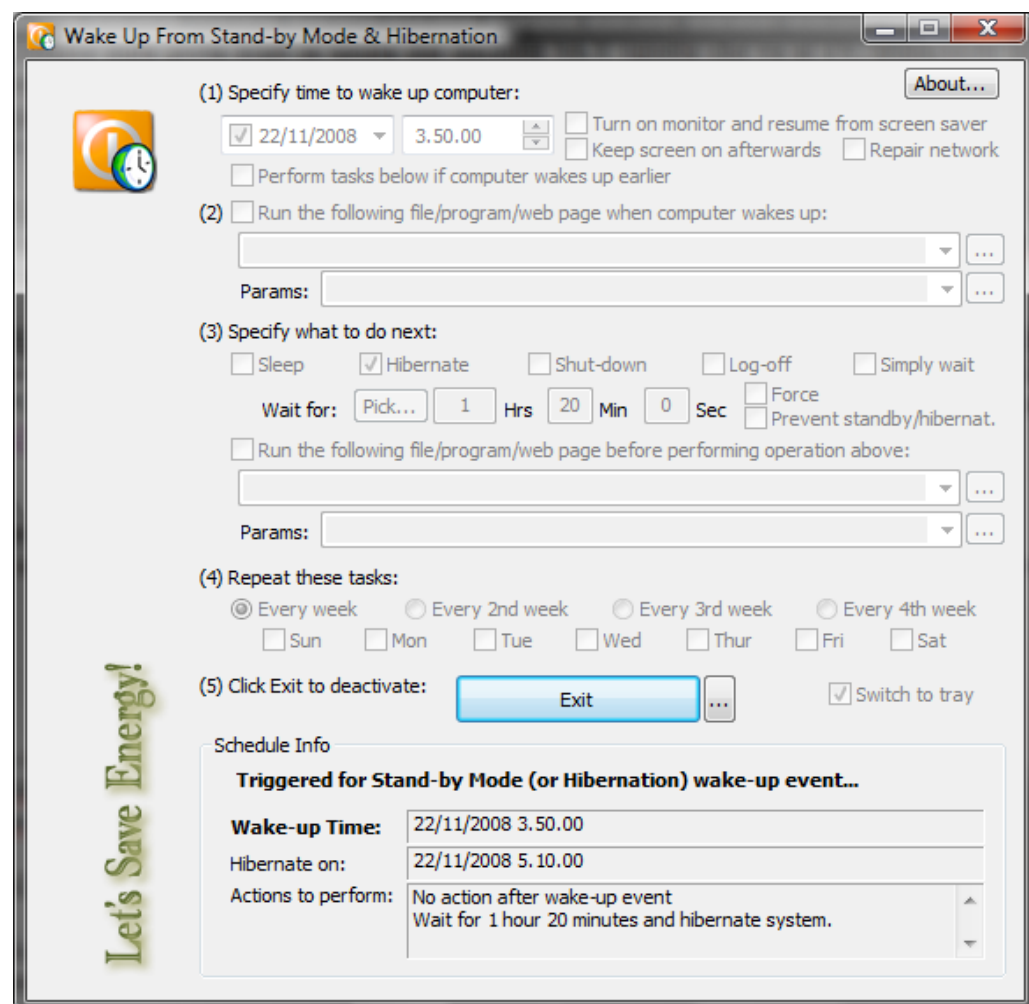 Wake Up From Stand-by Mode & Hibernation
About...
(1) Specify time to wake up computer:
22/11/2008 3.50.00 Turn on monitor and resume from screen saver
Keep screen on afterwards Repair network
Perform tasks below if computer wakes up earlier
(2) Run the following file/program/web page when computer wakes up:
...
Params: ...
(3) Specify what to do next:
Sleep Hibernate Shut-down Log-off Simply wait
Wait for: Pick... 1 Hrs 20 Min 0 Sec Force
Prevent standby/hibernat.
Run the following file/program/web page before performing operation above:
...
Params: ...
(4) Repeat these tasks:
Every week Every 2nd week Every 3rd week Every 4th week
Sun Mon Tue Wed Thur Fri Sat
(5) Click Exit to deactivate: Exit ... Switch to tray
Let's Save Energy!
Schedule Info
Triggered for Stand-by Mode (or Hibernation) wake-up event...
Wake-up Time: 22/11/2008 3.50.00
Hibernate on: 22/11/2008 5.10.00
Actions to perform: No action after wake-up event
Wait for 1 hour 20 minutes and hibernate system.